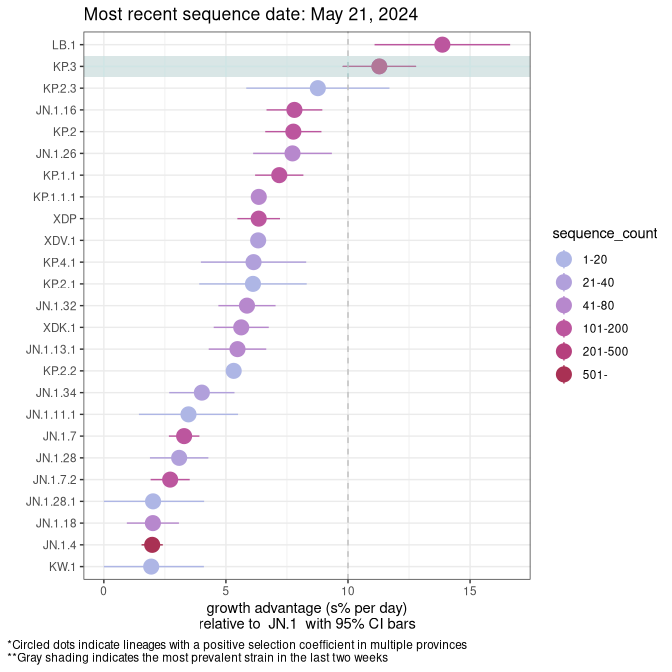 Most recent sequence date: May 21, 2024
LB.1
KP.3
KP.2.3
JN.1.16
KP.2
JN.1.26
KP.1.1
KP.1.1.1
XDP
XDV.1
KP.4.1
KP.2.1
JN.1.32
XDK.1
JN.1.13.1
KP.2.2
JN.1.34
JN.1.11.1
JN.1.7
JN.1.28
JN.1.7.2
JN.1.28.1
JN.1.18
JN.1.4
KW.1
0 5 10 15
growth advantage (s% per day)
relative to JN.1 with 95% CI bars
sequence_count
1-20
21-40
41-80
101-200
201-500
501-
*Circled dots indicate lineages with a positive selection coefficient in multiple provinces
**Gray shading indicates the most prevalent strain in the last two weeks